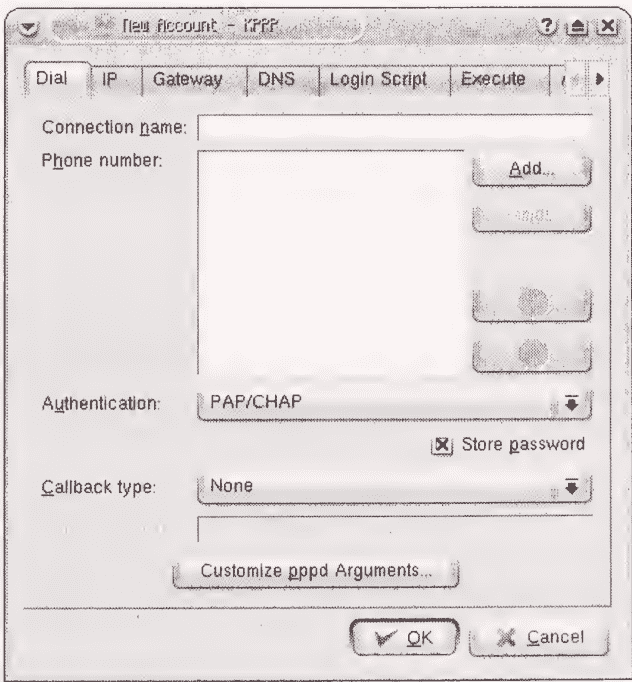 New Account - KPPP
Dial IP Gateway DNS Login Script Execute
Connection name:
Phone number:
Add...
Authentication: PAP/CHAP
Store password
Callback type: None
Customize pppd Arguments...
OK Cancel